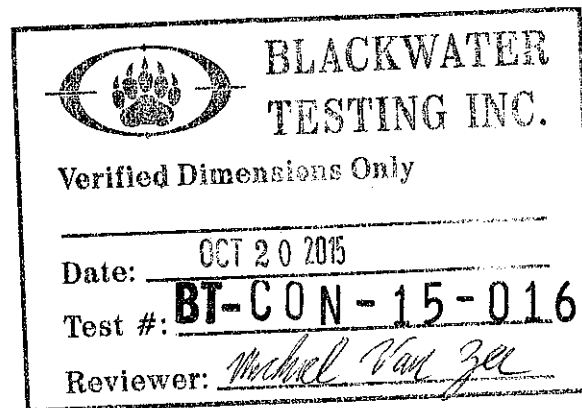 BLACKWATER
TESTING INC.
Verified Dimensions Only
Date: OCT 20 2015
Test #: BT-CON-15-016
Reviewer: Michael Van Zee